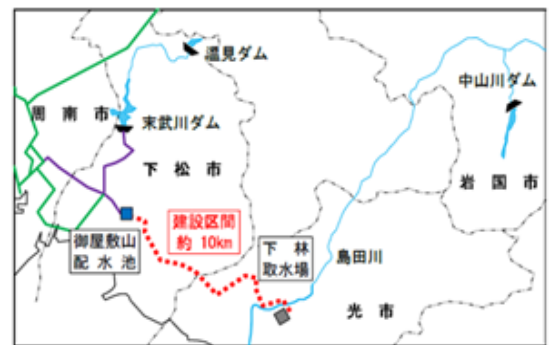 温見ダム
中山川ダム
周南市
末武川ダム
下松市
岩国市
建設区間
約 10km
御屋敷山
配水池
下林
取水場
島田川
光市